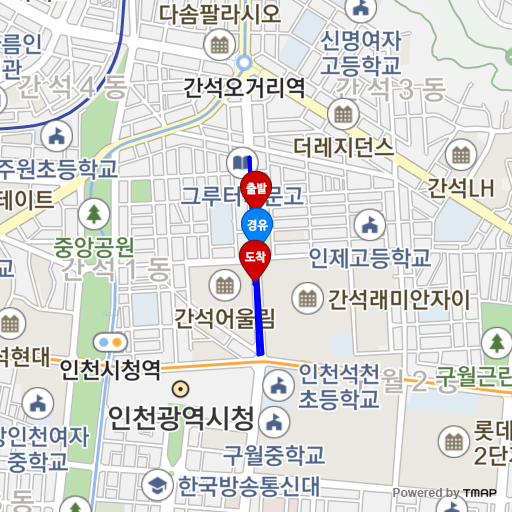 다솜팔라시오
름인
관
신명여자
고등학교
간석4동
간석오거리역
간석3동
더레지던스
주원초등학교
출발
간석LH
그루터
문고
테이트
경유
중앙공원
인제고등학교
도착
간석1동
교
간석래미안자이
간석어울림
석현대
인천시청역
인천석천
초등학교
월2동
구월근린
인천광역시청
상인천여자
중학교
구월중학교
롯데
2단지
한국방송통신대
8동
Powered by TMAP